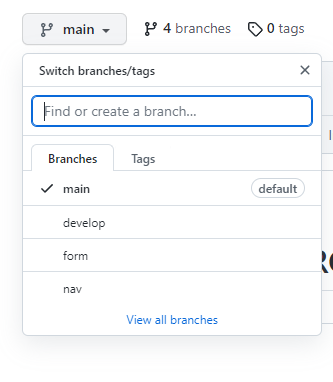 main 4 branches 0 tags
Switch branches/tags
Find or create a branch...
Branches Tags
main default
develop
form
nav
View all branches